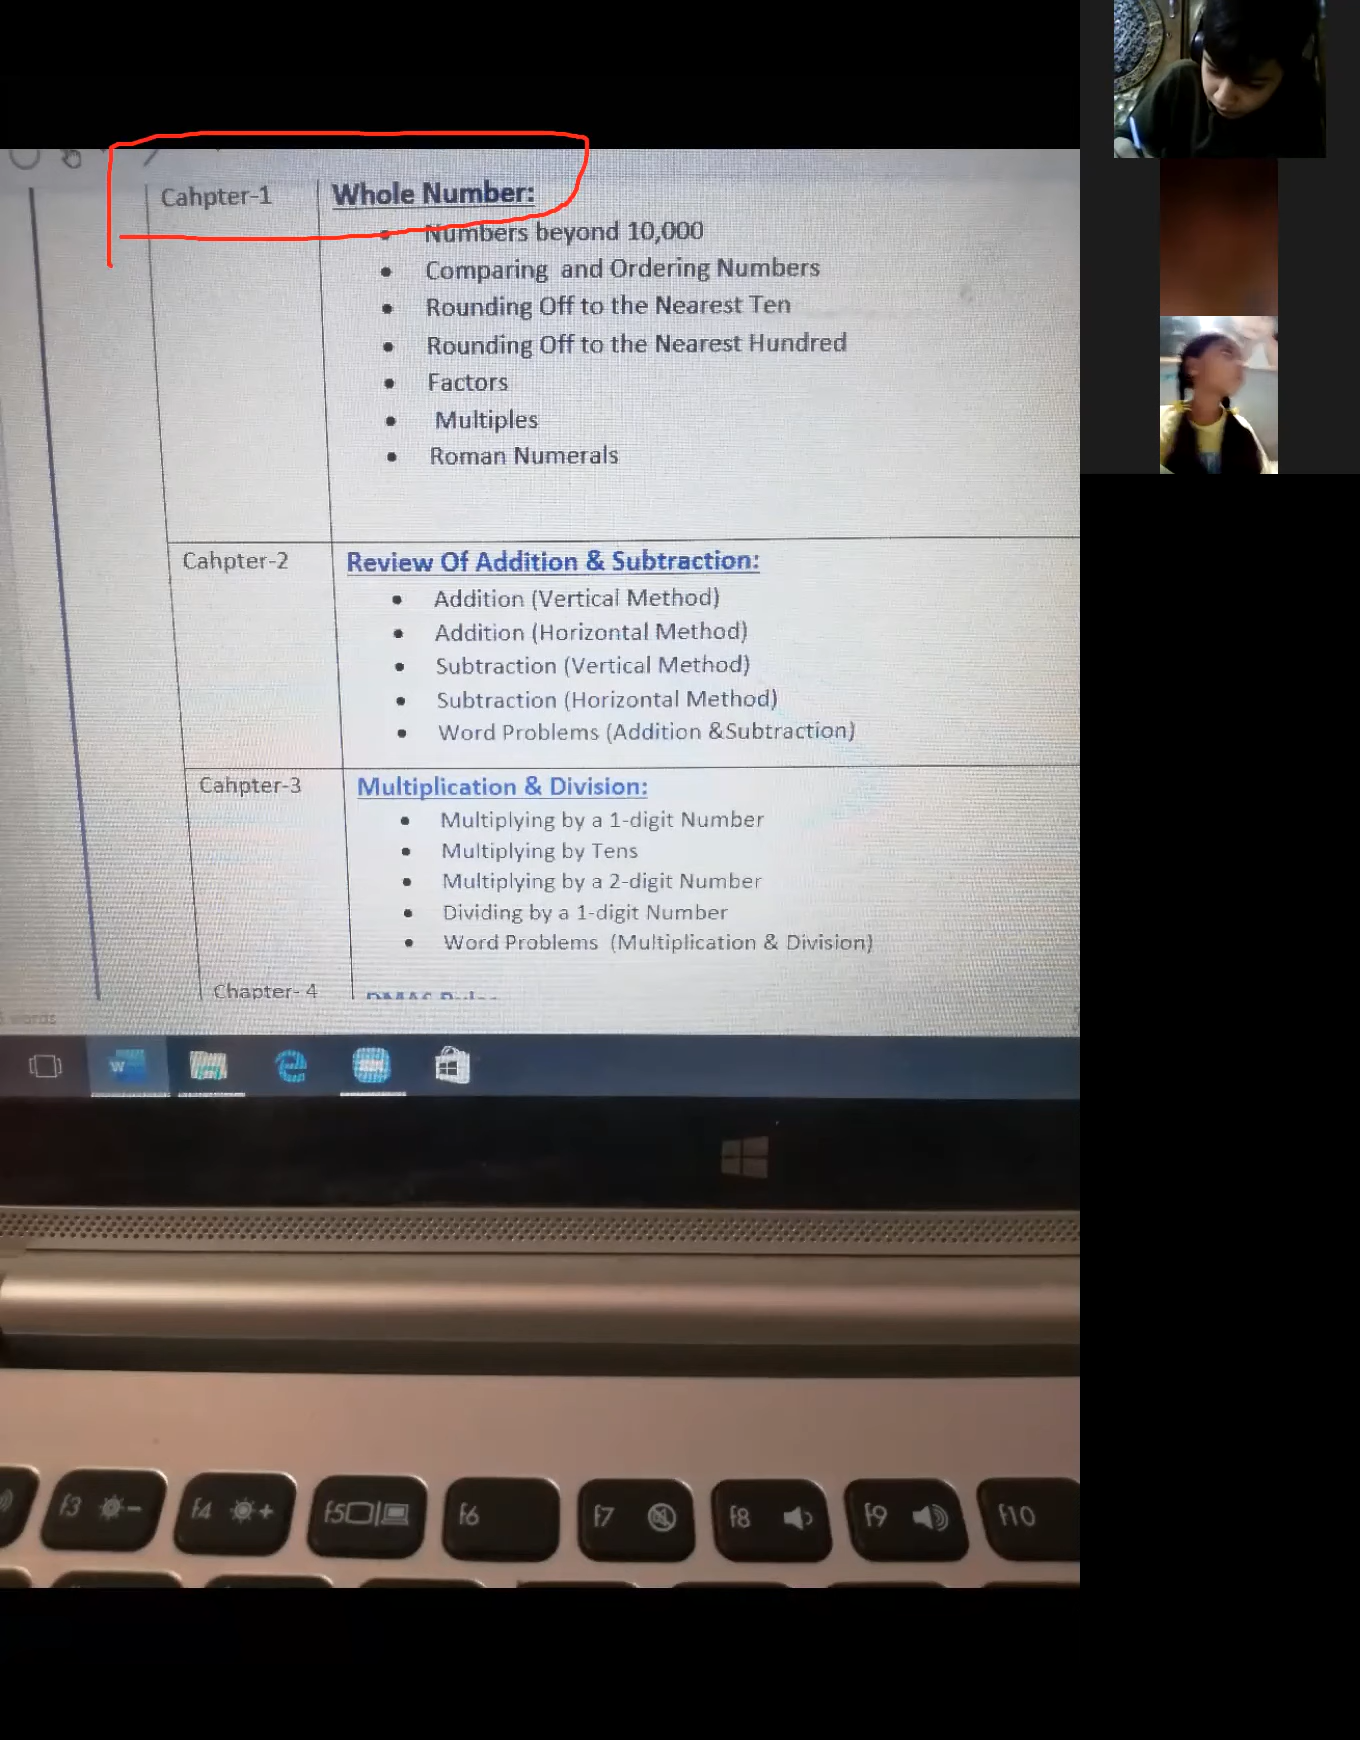 Cahpter-1 Whole Number:
Numbers beyond 10,000
Comparing and Ordering Numbers
Rounding Off to the Nearest Ten
Rounding Off to the Nearest Hundred
Factors
Multiples
Roman Numerals
Cahpter-2 Review Of Addition & Subtraction:
Addition (Vertical Method)
Addition (Horizontal Method)
Subtraction (Vertical Method)
Subtraction (Horizontal Method)
Word Problems (Addition &Subtraction)
Cahpter-3 Multiplication & Division:
Multiplying by a 1-digit Number
Multiplying by Tens
Multiplying by a 2-digit Number
Dividing by a 1-digit Number
Word Problems (Multiplication & Division)
Chapter- 4
words
W
f3 f4 f5 f6 f7 f8 f9 f10